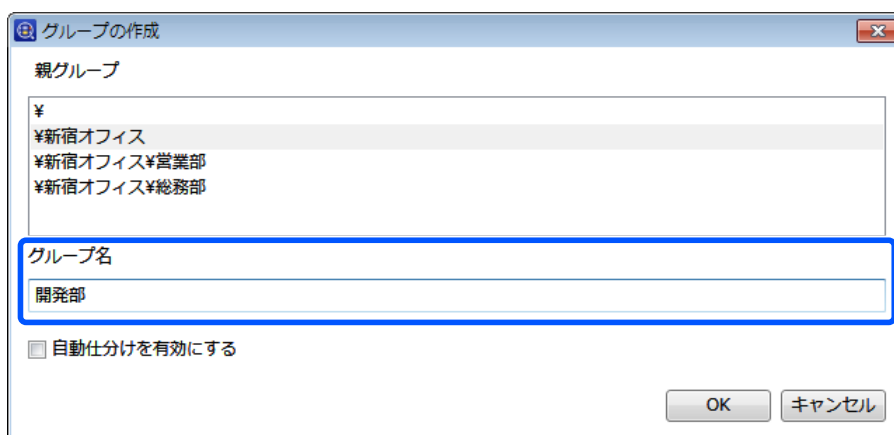 グループの作成
親グループ
¥
¥新宿オフィス
¥新宿オフィス¥営業部
¥新宿オフィス¥総務部
グループ名
開発部
自動仕分けを有効にする
OK キャンセル